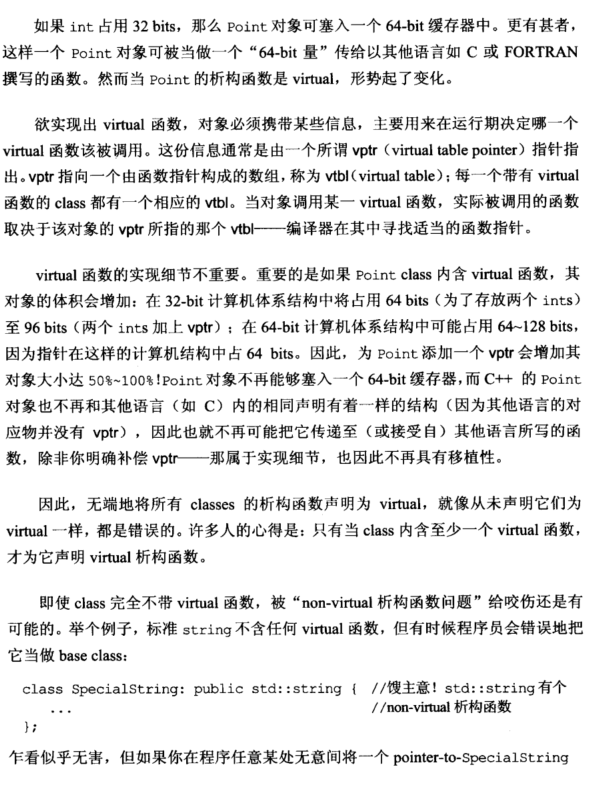 如果 int 占用 32 bits，那么 Point 对象可塞入一个 64-bit 缓存器中。更有甚者，
这样一个 Point 对象可被当做一个“64-bit 量”传给以其他语言如 C 或 FORTRAN
撰写的函数。然而当 Point 的析构函数是 virtual，形势起了变化。
欲实现出 virtual 函数，对象必须携带某些信息，主要用来在运行期决定哪一个
virtual 函数该被调用。这份信息通常是由一个所谓 vptr（virtual table pointer）指针指
出。vptr 指向一个由函数指针构成的数组，称为 vtbl（virtual table）；每一个带有 virtual
函数的 class 都有一个相应的 vtbl。当对象调用某一 virtual 函数，实际被调用的函数
取决于该对象的 vptr 所指的那个 vtbl——编译器在其中寻找适当的函数指针。
virtual 函数的实现细节不重要。重要的是如果 Point class 内含 virtual 函数，其
对象的体积会增加：在 32-bit 计算机体系结构中将占用 64 bits（为了存放两个 ints）
至 96 bits（两个 ints 加上 vptr）；在 64-bit 计算机体系结构中可能占用 64~128 bits，
因为指针在这样的计算机结构中占 64 bits。因此，为 Point 添加一个 vptr 会增加其
对象大小达 50%~100%！Point 对象不再能够塞入一个 64-bit 缓存器，而 C++ 的 Point
对象也不再和其他语言（如 C）内的相同声明有着一样的结构（因为其他语言的对
应物并没有 vptr），因此也就不再可能把它传递至（或接受自）其他语言所写的函
数，除非你明确补偿 vptr——那属于实现细节，也因此不再具有移植性。
因此，无端地将所有 classes 的析构函数声明为 virtual，就像从未声明它们为
virtual 一样，都是错误的。许多人的心得是：只有当 class 内含至少一个 virtual 函数，
才为它声明 virtual 析构函数。
即使 class 完全不带 virtual 函数，被“non-virtual 析构函数问题”给咬伤还是有
可能的。举个例子，标准 string 不含任何 virtual 函数，但有时候程序员会错误地把
它当做 base class：
class SpecialString: public std::string { //馊主意！std::string 有个
... //non-virtual 析构函数
};
乍看似乎无害，但如果你在程序任意某处无意间将一个 pointer-to-SpecialString